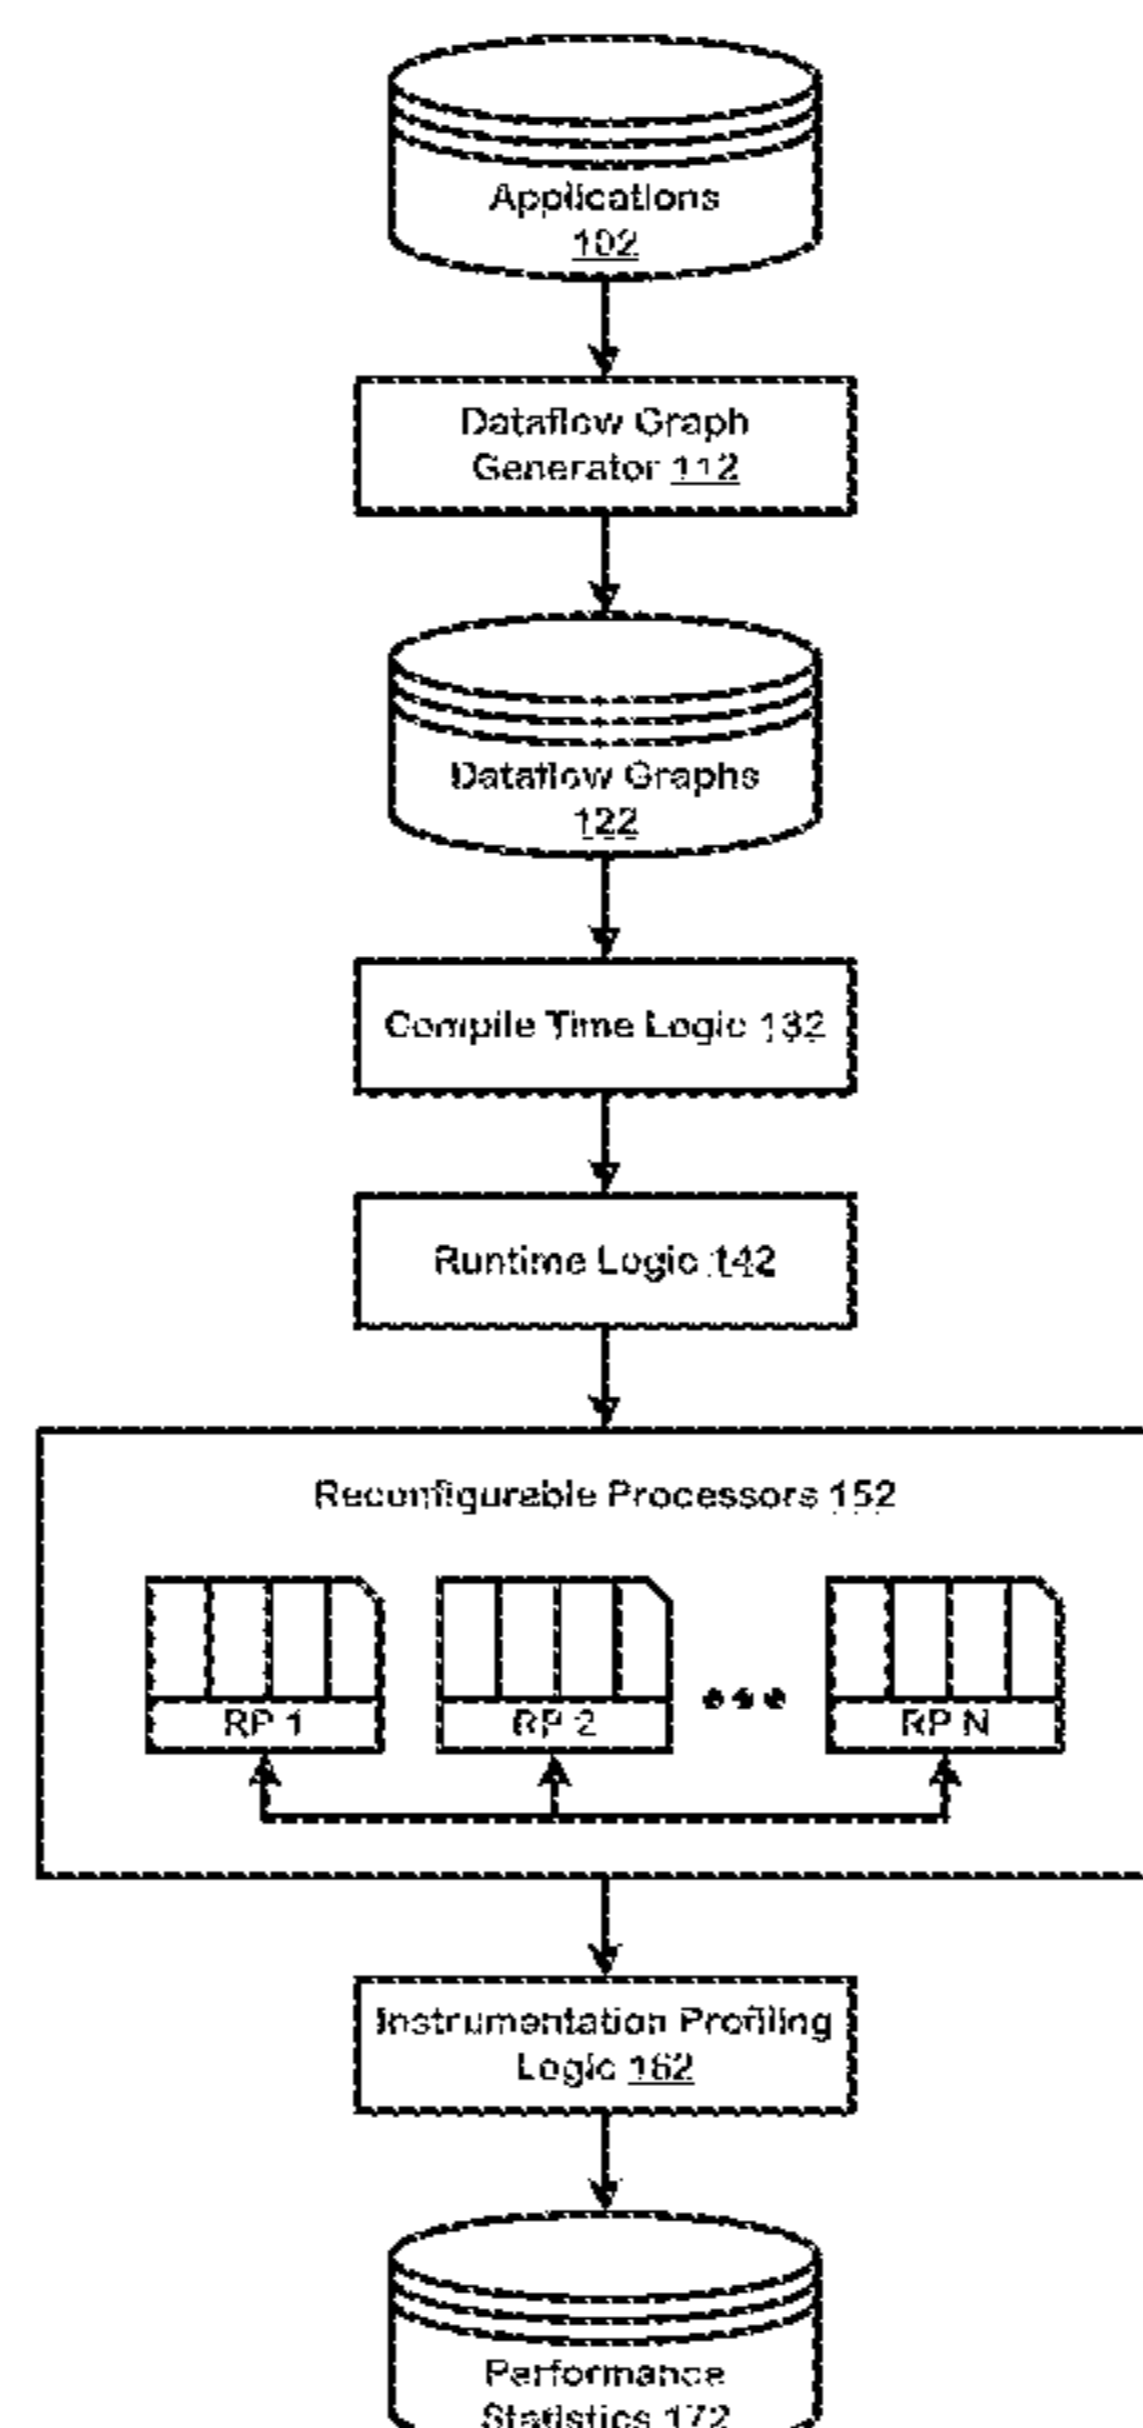 Applications
102
Dataflow Graph
Generator 112
Dataflow Graphs
122
Compile Time Logic 132
Runtime Logic 142
Reconfigurable Processors 152
RP 1
RP 2
RP N
Instrumentation Profiling
Logic 162
Performance
Statistics 172